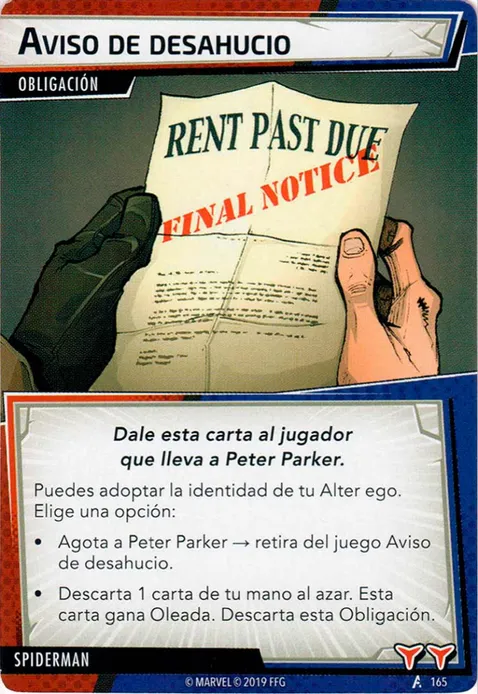 AVISO DE DESAHUCIO
OBLIGACIÓN
RENT PAST DUE
FINAL NOTICE
Dale esta carta al jugador
que lleva a Peter Parker.
Puedes adoptar la identidad de tu Alter ego.
Elige una opción:
• Agota a Peter Parker → retira del juego Aviso
de desahucio.
• Descarta 1 carta de tu mano al azar. Esta
carta gana Oleada. Descarta esta Obligación.
SPIDERMAN
© MARVEL © 2019 FFG
165